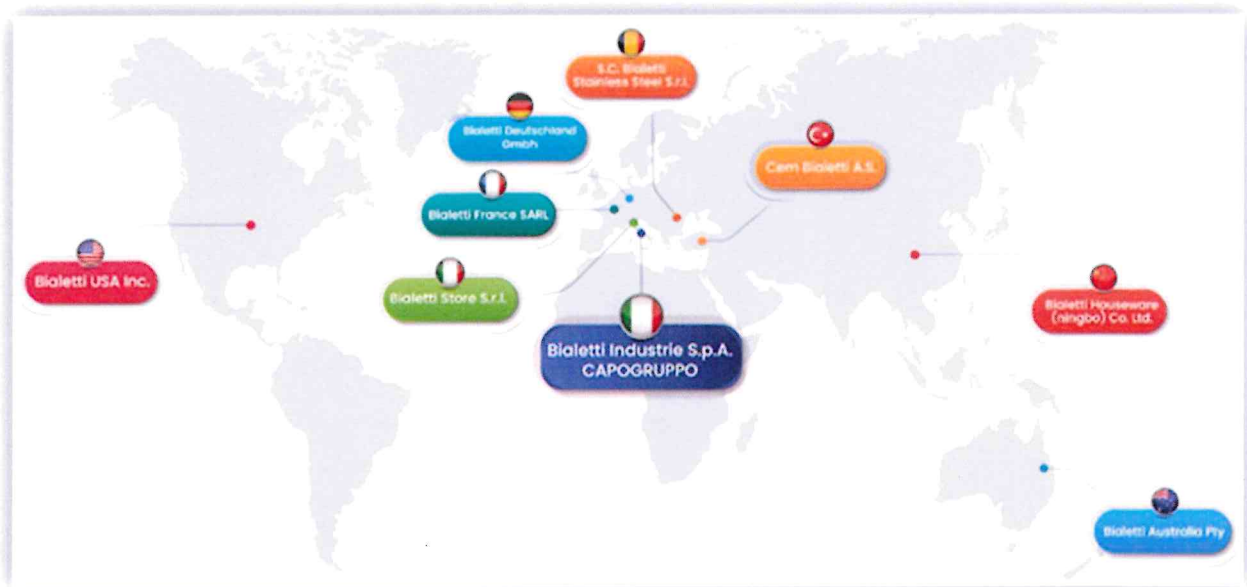 S.C. Bialetti
Stainless Steel S.r.l.
Bialetti Deutschland
Gmbh
Cem Bialetti A.S.
Bialetti France SARL
Bialetti USA Inc.
Bialetti Store S.r.l.
Bialetti Houseware
(ningbo) Co. Ltd.
Bialetti Industrie S.p.A.
CAPOGRUPPO
Bialetti Australia Pty